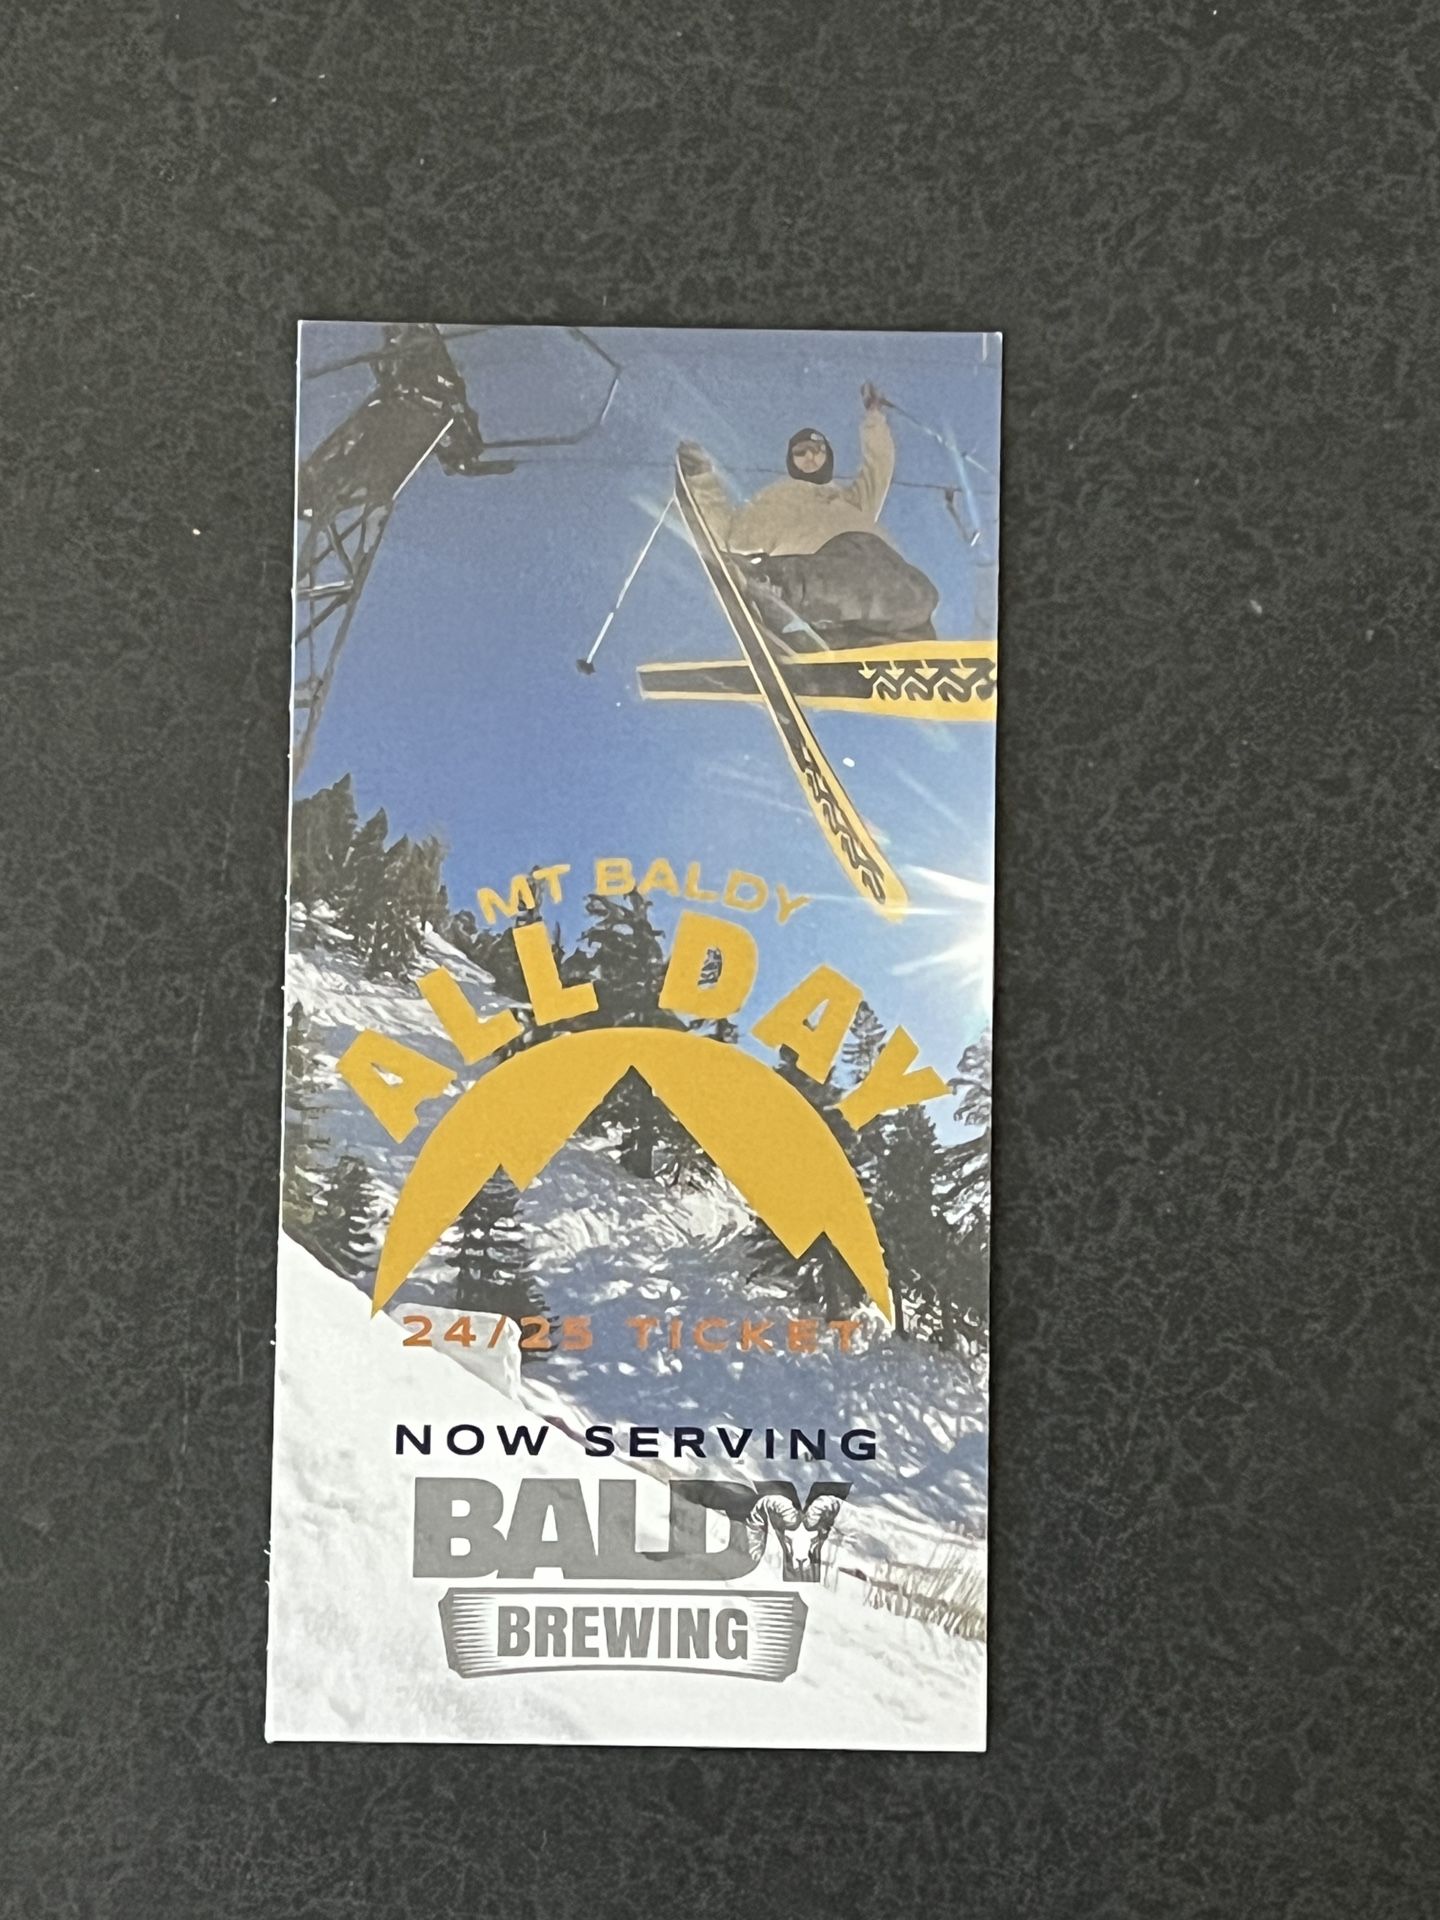 MT BALDY
ALL DAY
24/25 TICKET
NOW SERVING
BALDY
BREWING